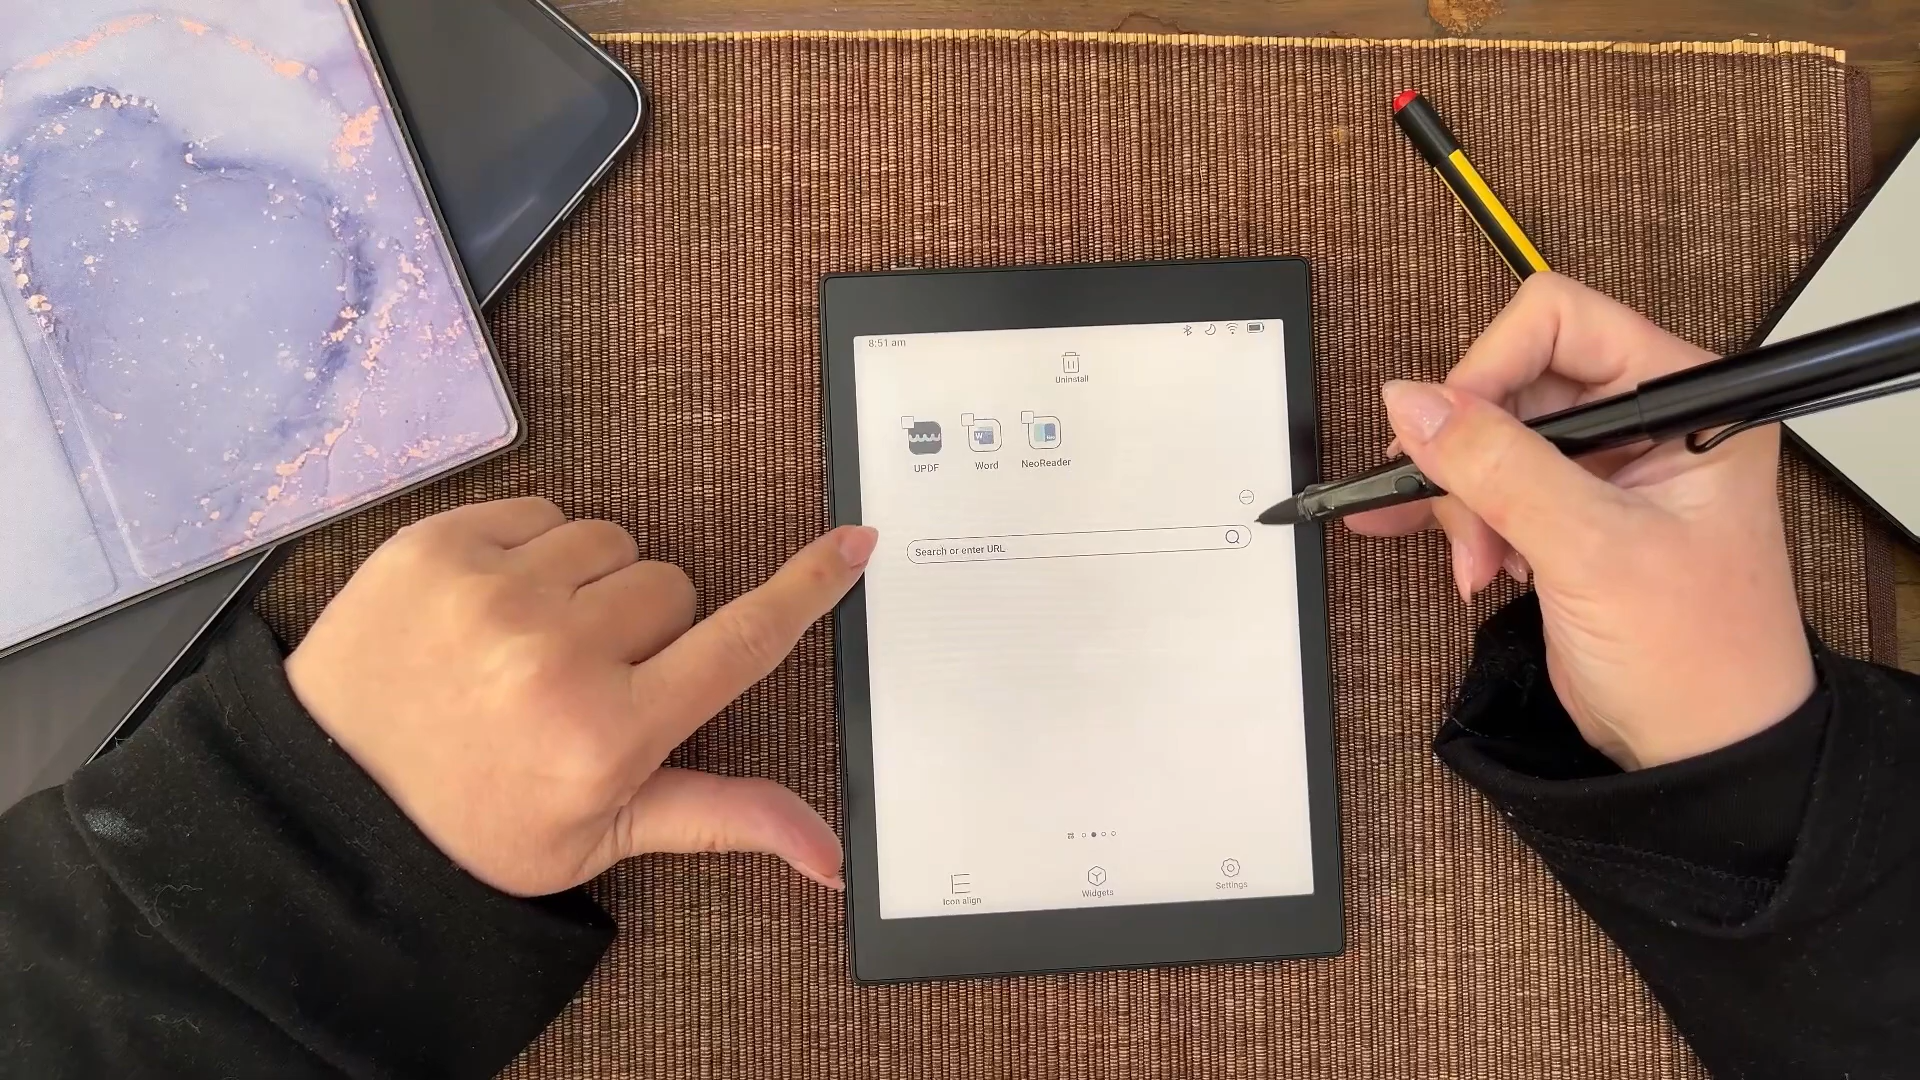 8:51 am
Uninstall
UPDF Word NeoReader
Search or enter URL
Icon align Widgets Settings